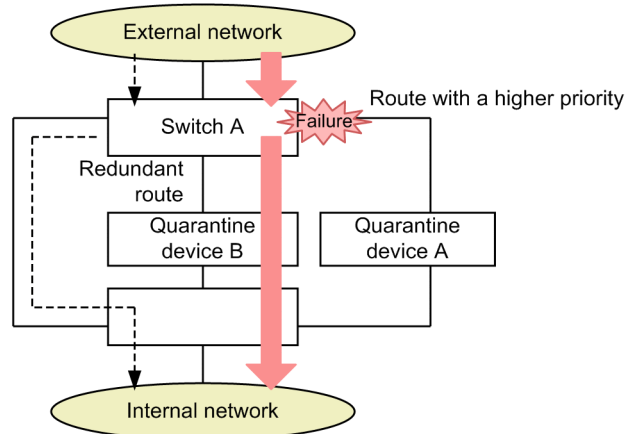 External network
Route with a higher priority
Switch A
Failure
Redundant
route
Quarantine
device B
Quarantine
device A
Internal network